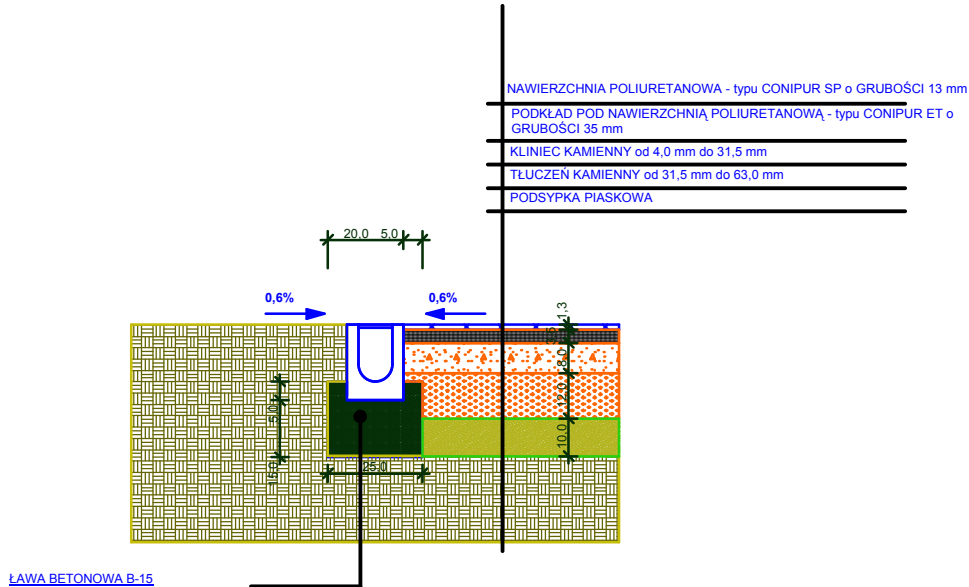 NAWIERZCHNIA POLIURETANOWA - typu CONIPUR SP o GRUBOŚCI 13 mm
PODKŁAD POD NAWIERZCHNIĄ POLIURETANOWĄ - typu CONIPUR ET o
GRUBOŚCI 35 mm
KLINIEC KAMIENNY od 4,0 mm do 31,5 mm
TŁUCZEŃ KAMIENNY od 31,5 mm do 63,0 mm
PODSYPKA PIASKOWA
20,0 5,0
0,6% 0,6%
1,3
3,5
8,0
12,0
10,0
5,0
15,0
25,0
ŁAWA BETONOWA B-15